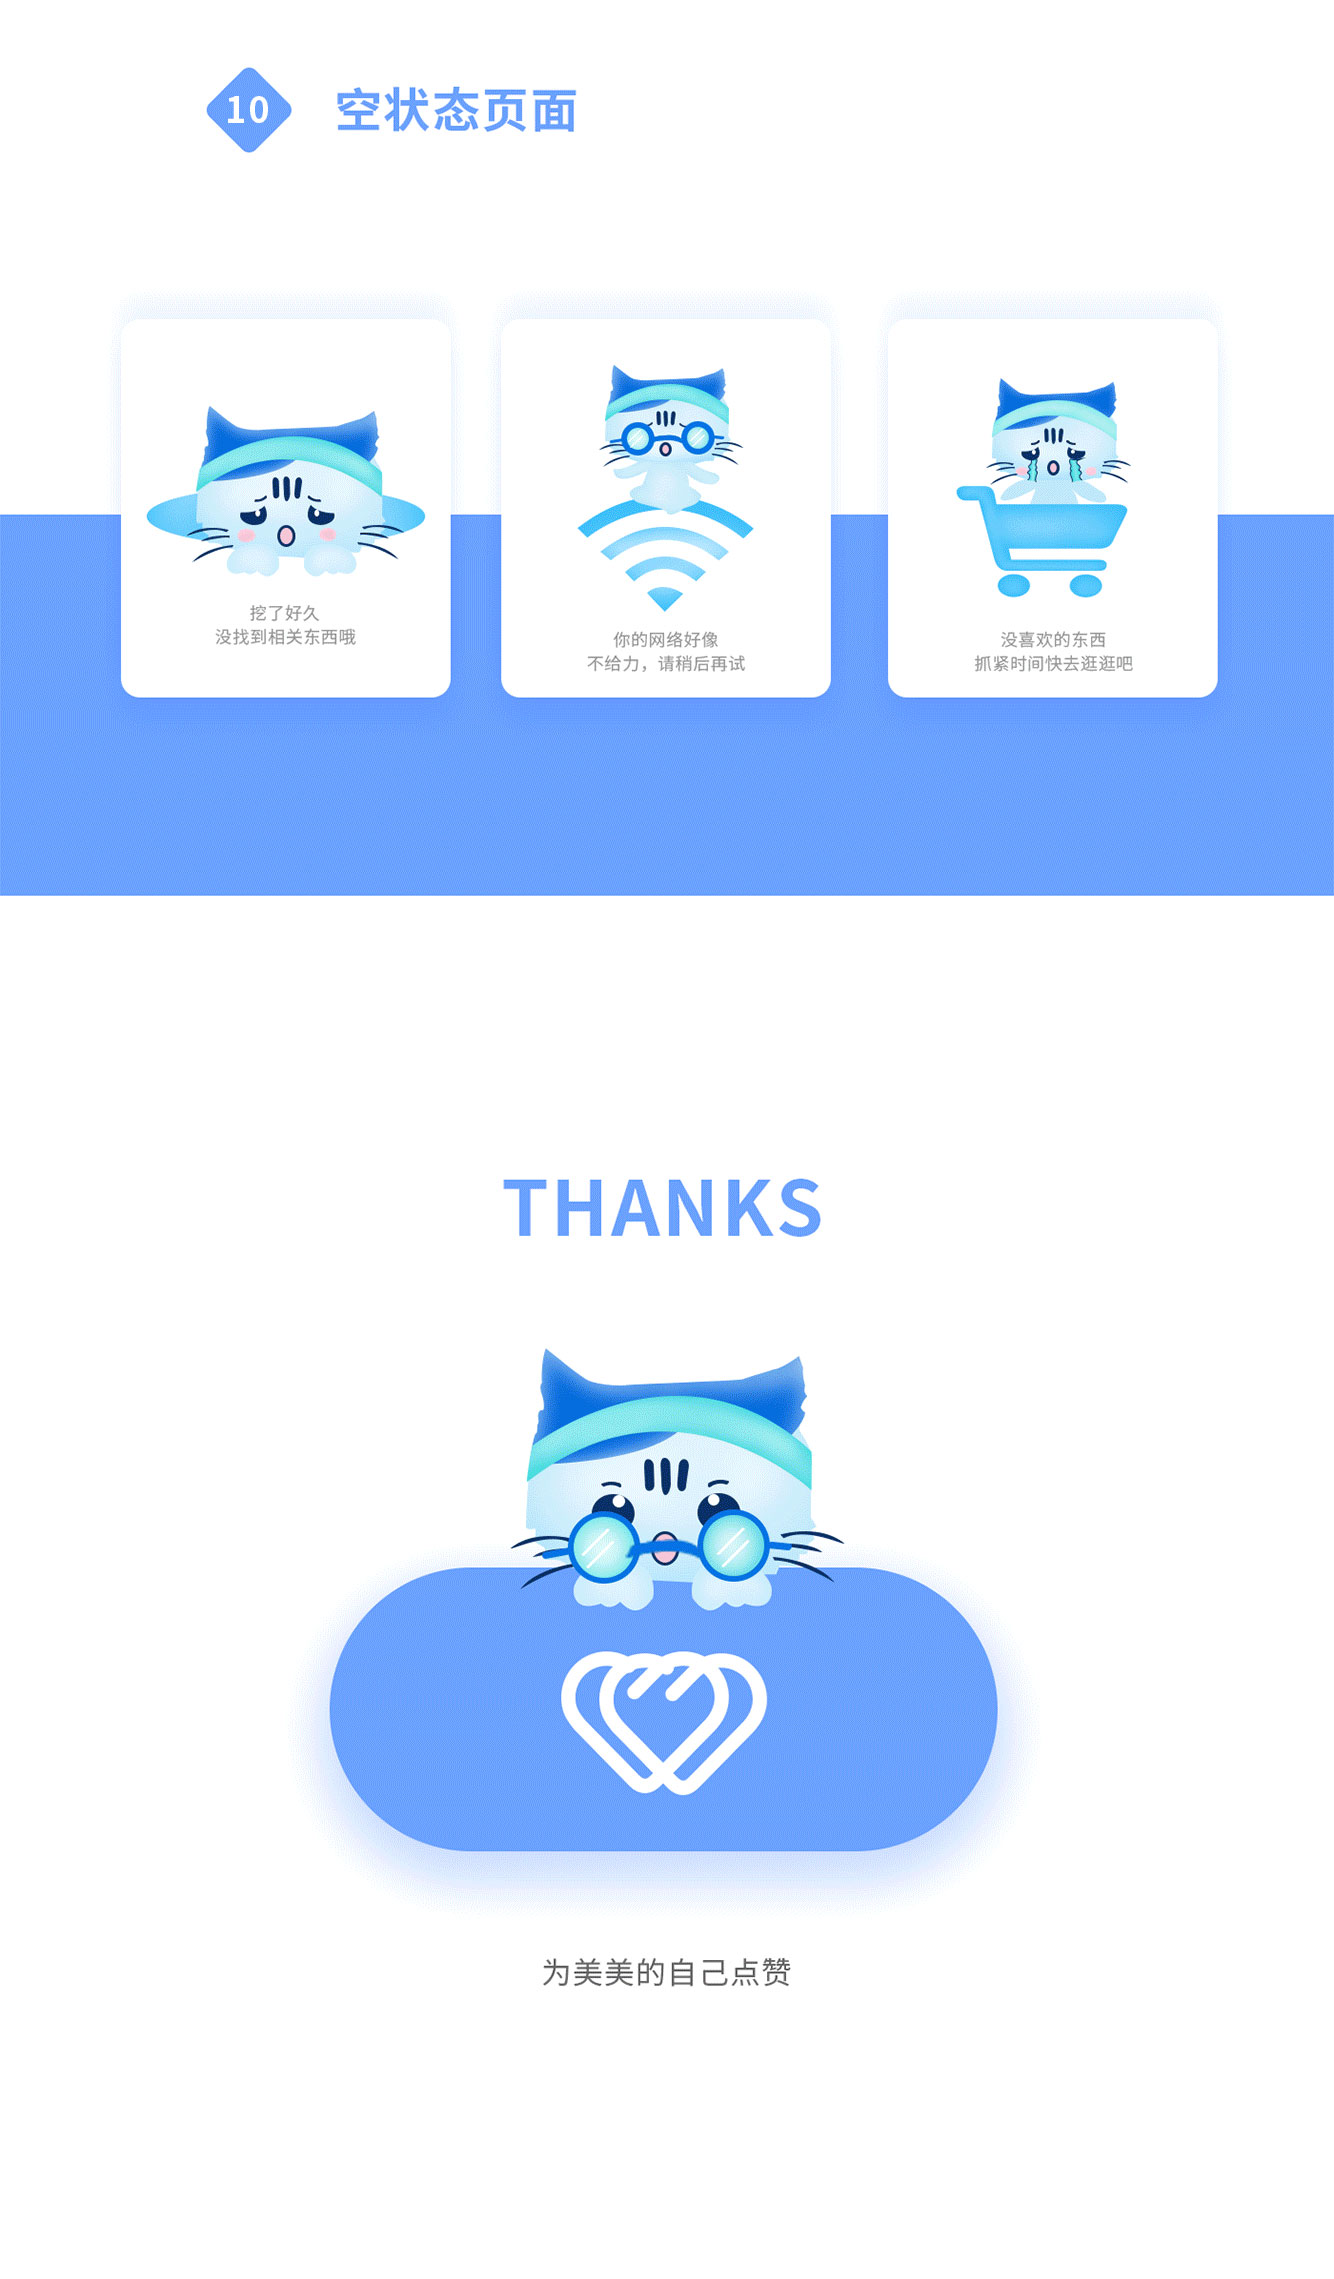 10 空状态页面
挖了好久
没找到相关东西哦
你的网络好像
不给力，请稍后再试
没喜欢的东西
抓紧时间快去逛逛吧
THANKS
为美美的自己点赞